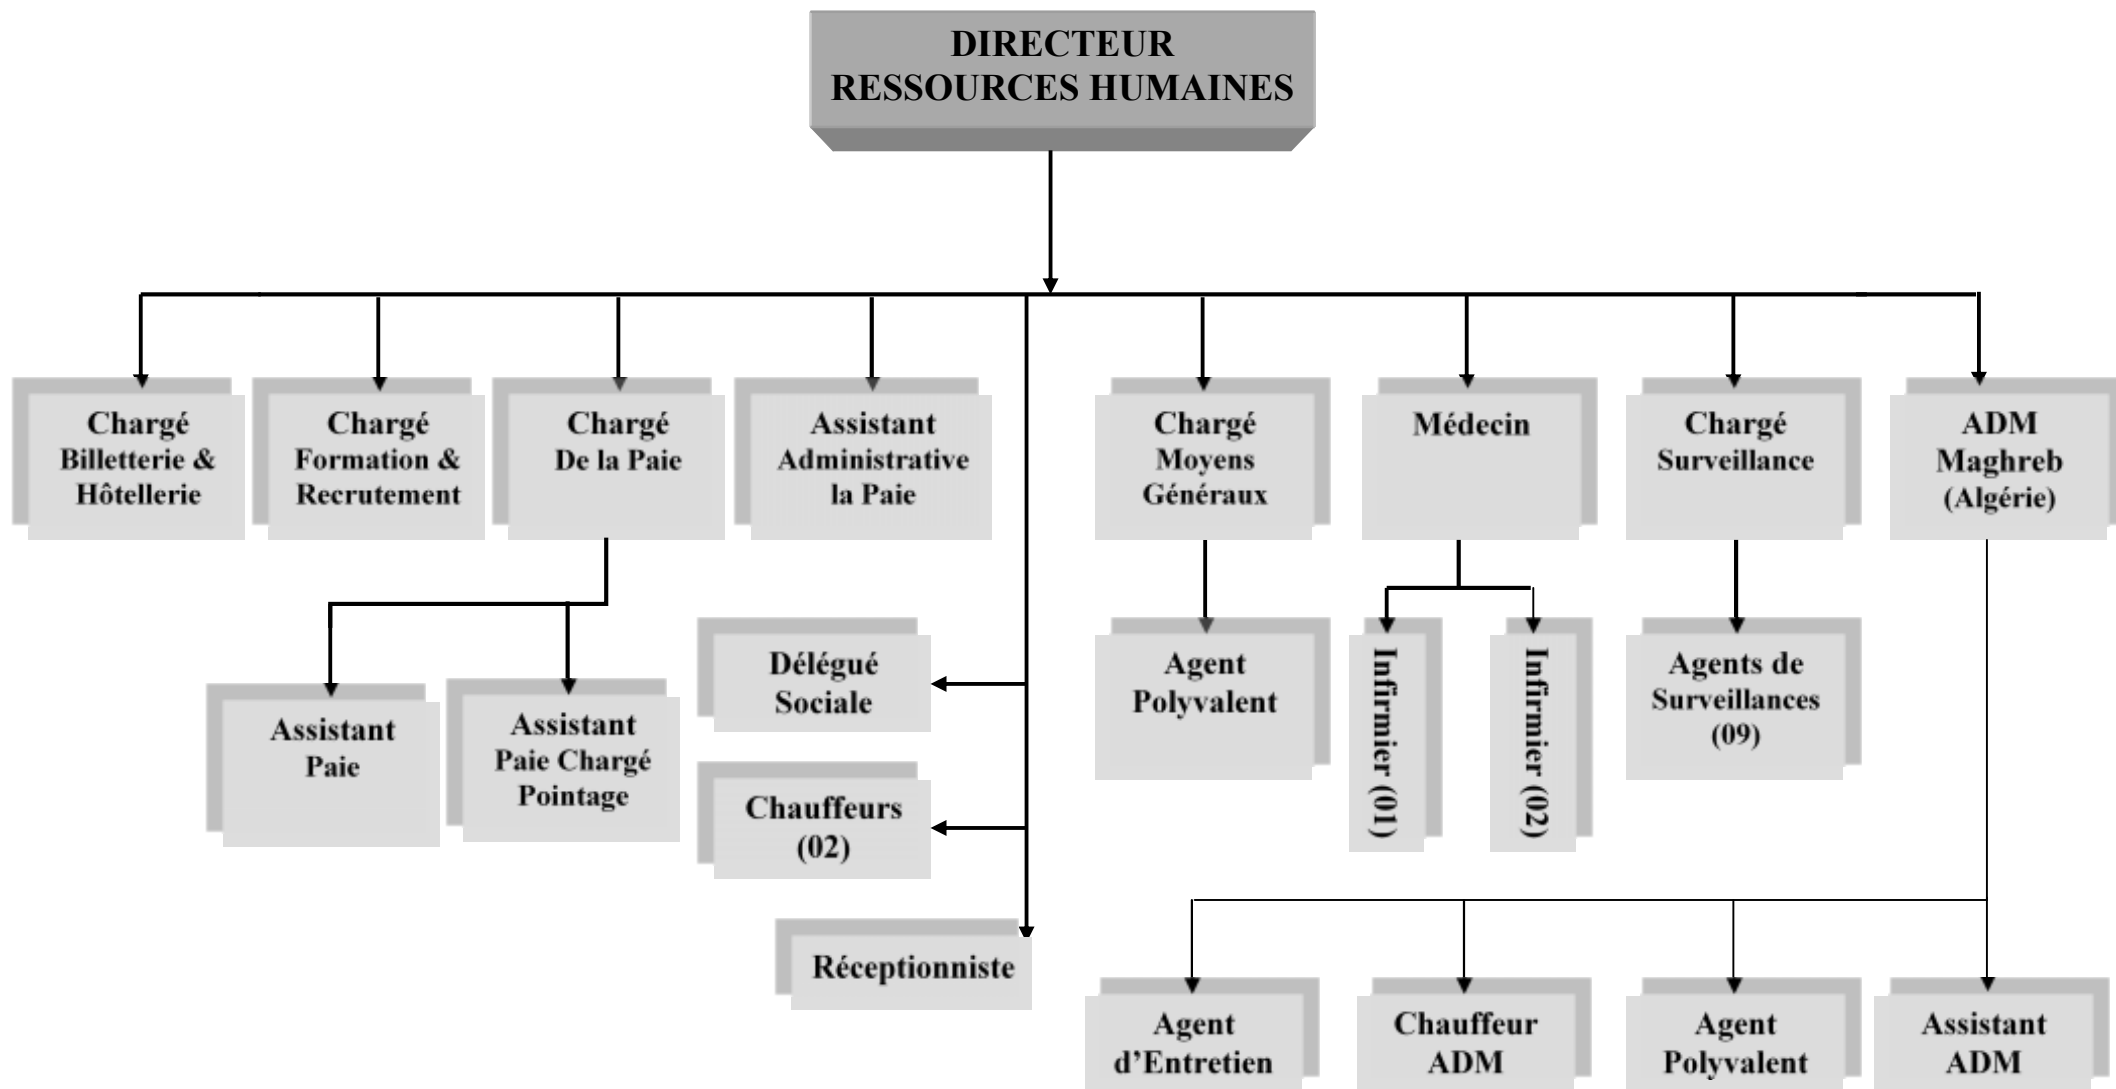 DIRECTEUR
RESSOURCES HUMAINES
Chargé
Billetterie &
Hôtellerie
Chargé
Formation &
Recrutement
Chargé
De la Paie
Assistant
Administrative
la Paie
Chargé
Moyens
Généraux
Médecin
Chargé
Surveillance
ADM
Maghreb
(Algérie)
Assistant
Paie
Assistant
Paie Chargé
Pointage
Délégué
Sociale
Chauffeurs
(02)
Réceptionniste
Agent
Polyvalent
Infirmier (01)
Infirmier (02)
Agents de
Surveillances
(09)
Agent
d’Entretien
Chauffeur
ADM
Agent
Polyvalent
Assistant
ADM